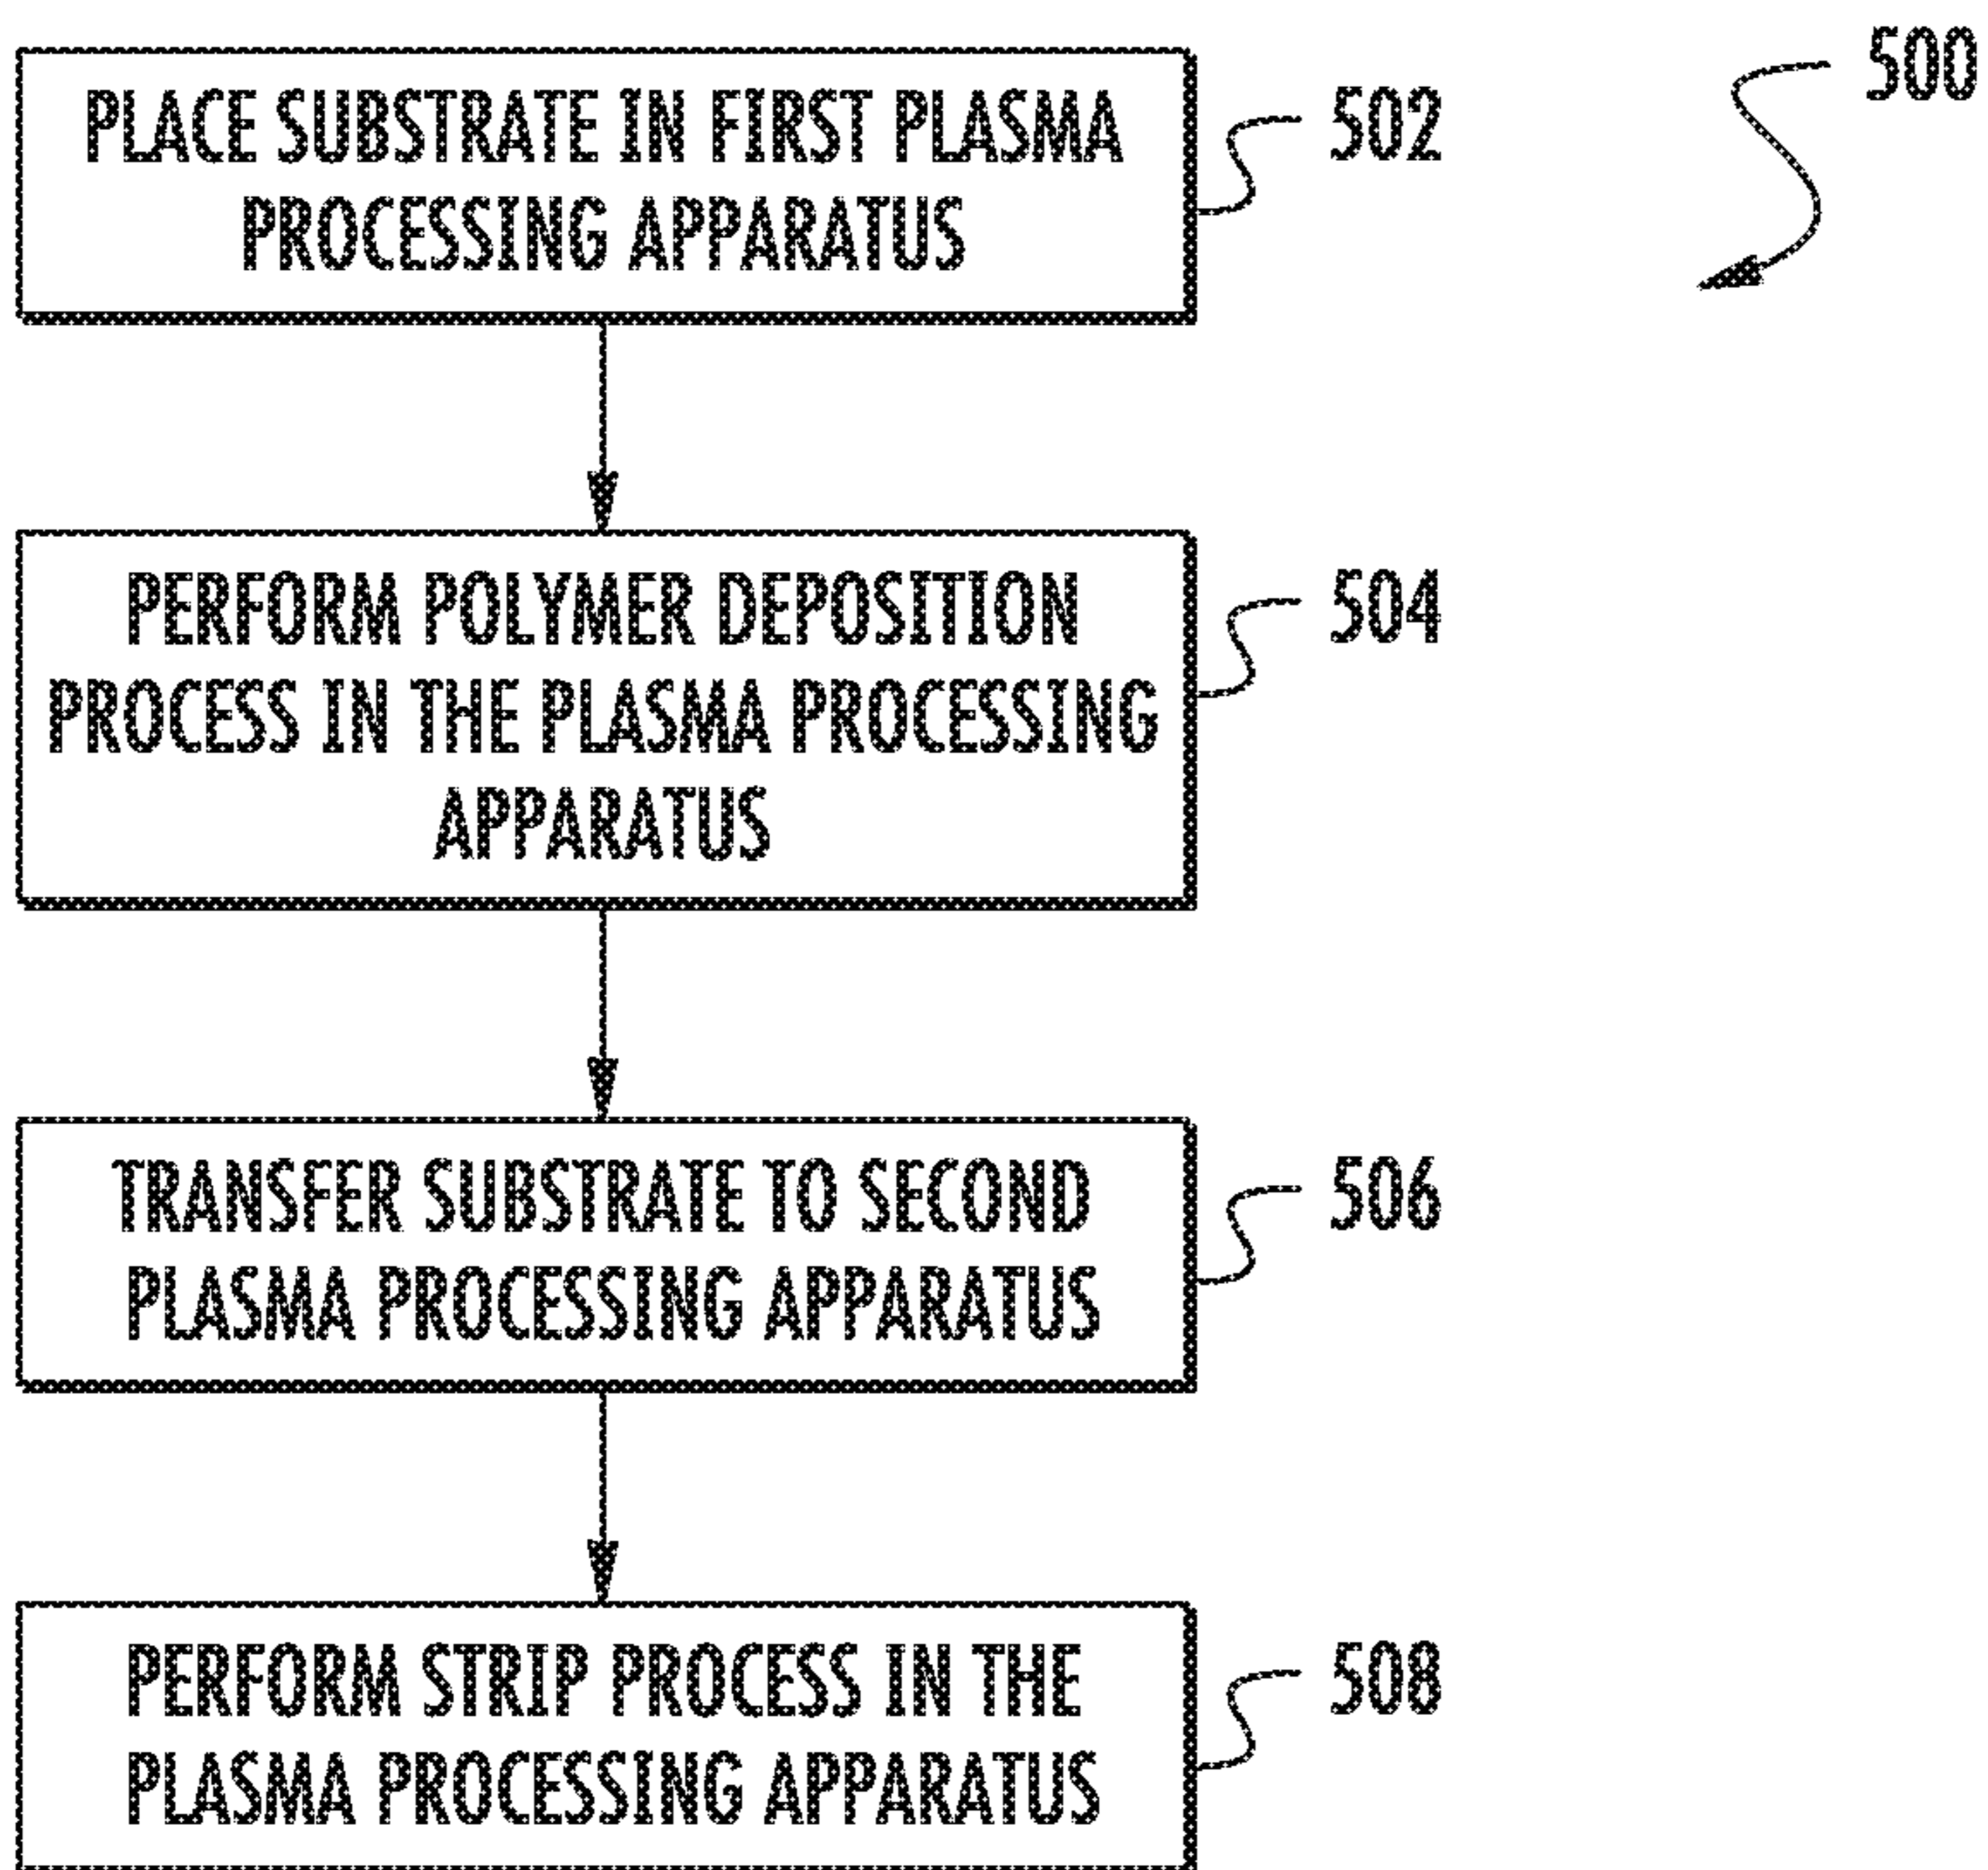 500
PLACE SUBSTRATE IN FIRST PLASMA
PROCESSING APPARATUS
502
PERFORM POLYMER DEPOSITION
PROCESS IN THE PLASMA PROCESSING
APPARATUS
504
TRANSFER SUBSTRATE TO SECOND
PLASMA PROCESSING APPARATUS
506
PERFORM STRIP PROCESS IN THE
PLASMA PROCESSING APPARATUS
508